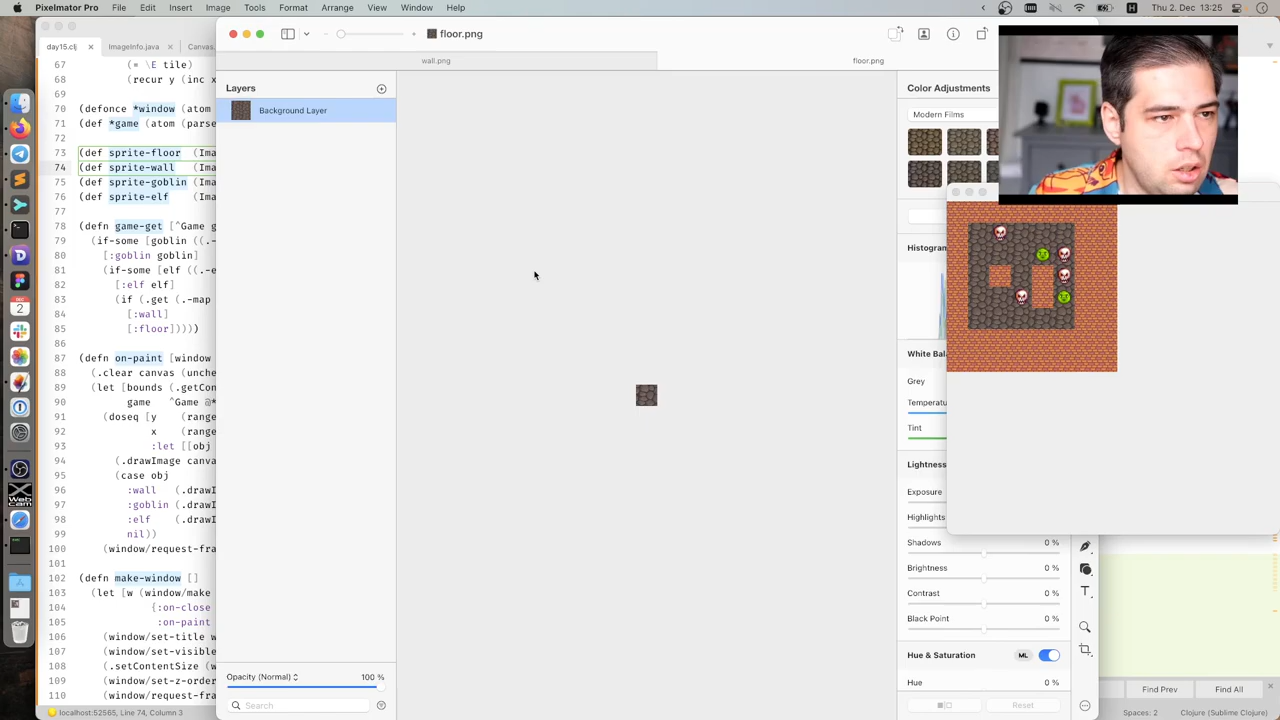 Pixelmator Pro File Edit Insert Image Tools Format Arrange View Window Help
Thu 2. Dec 13:25
floor.png
day15.clj
ImageInfo.java
Canvas.
wall.png
floor.png
Layers
Background Layer
Opacity (Normal)
100 %
Search
Color Adjustments
Modern Films
Histogram
White Bal
Grey
Temperatu
Tint
Lightness
Exposure
Highlights
Shadows 0 %
Brightness 0 %
Contrast 0 %
Black Point 0 %
Hue & Saturation ML
Hue 0 %
Reset
67 (= \E tile)
68 (recur y (inc x
69
70 (defonce *window (atom
71 (def *game (atom (parse
72
73 (def sprite-floor (Ima
74 (def sprite-wall (Ima
75 (def sprite-goblin (Ima
76 (def sprite-elf (Ima
77
78 (defn game-get [^Game g
79 (if-some [goblin ((.-
80 [:goblin goblin]
81 (if-some [elf ((.-e
82 [:elf elf]
83 (if (.get (.-map
84 [:wall]
85 [:floor]))))
86
87 (defn on-paint [window
88 (.clear canvas (unche
89 (let [bounds (.getCon
90 game ^Game @*
91 (doseq [y (range
92 x (range
93 :let [[obj
94 (.drawImage canva
95 (case obj
96 :wall (.drawI
97 :goblin (.drawI
98 :elf (.drawI
99 nil))
100 (window/request-fra
101
102 (defn make-window []
103 (let [w (window/make
104 {:on-close
105 :on-paint
106 (window/set-title w
107 (window/set-visible
108 (.setContentSize (w
109 (window/set-z-order
110 (window/request-fra
localhost:52565, Line 74, Column 3
Find Prev
Find All
Spaces: 2
Clojure (Sublime Clojure)
DEC
2
Web
cam